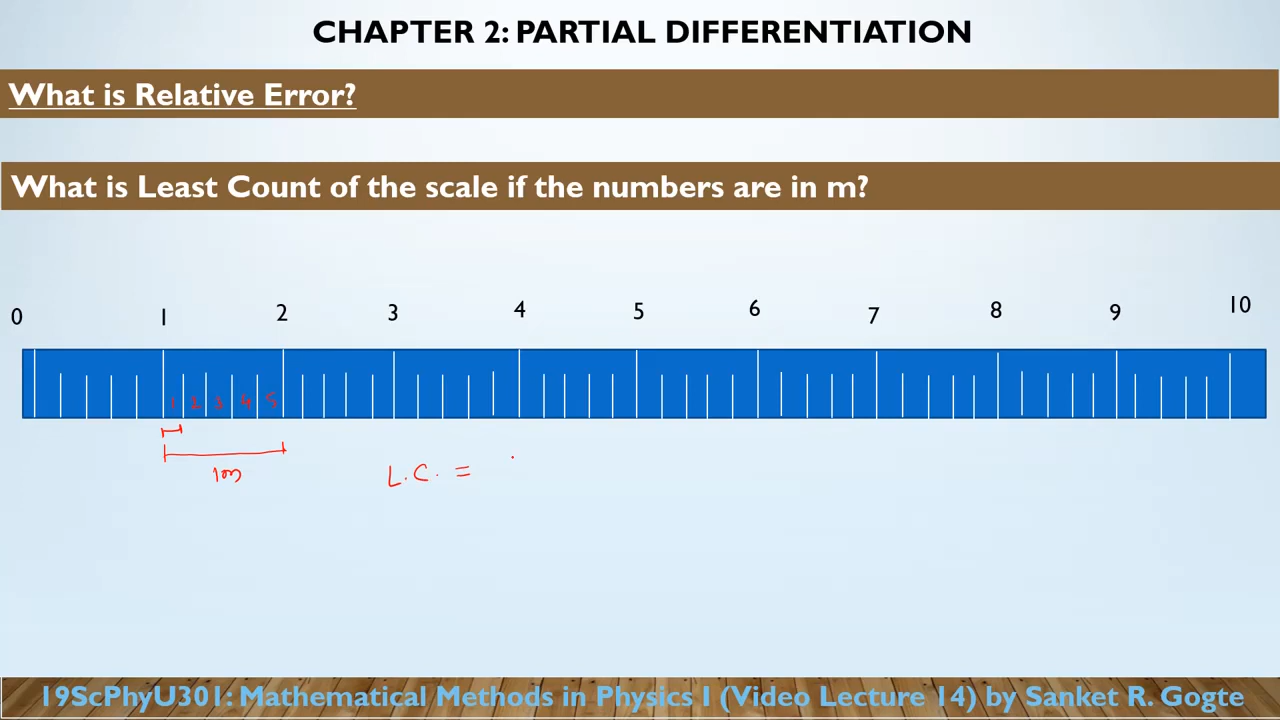 CHAPTER 2: PARTIAL DIFFERENTIATION
What is Relative Error?
What is Least Count of the scale if the numbers are in m?
0 1 2 3 4 5 6 7 8 9 10
1 2 3 4 5
1m
L.C. =
19ScPhyU301: Mathematical Methods in Physics I (Video Lecture 14) by Sanket R. Gogte